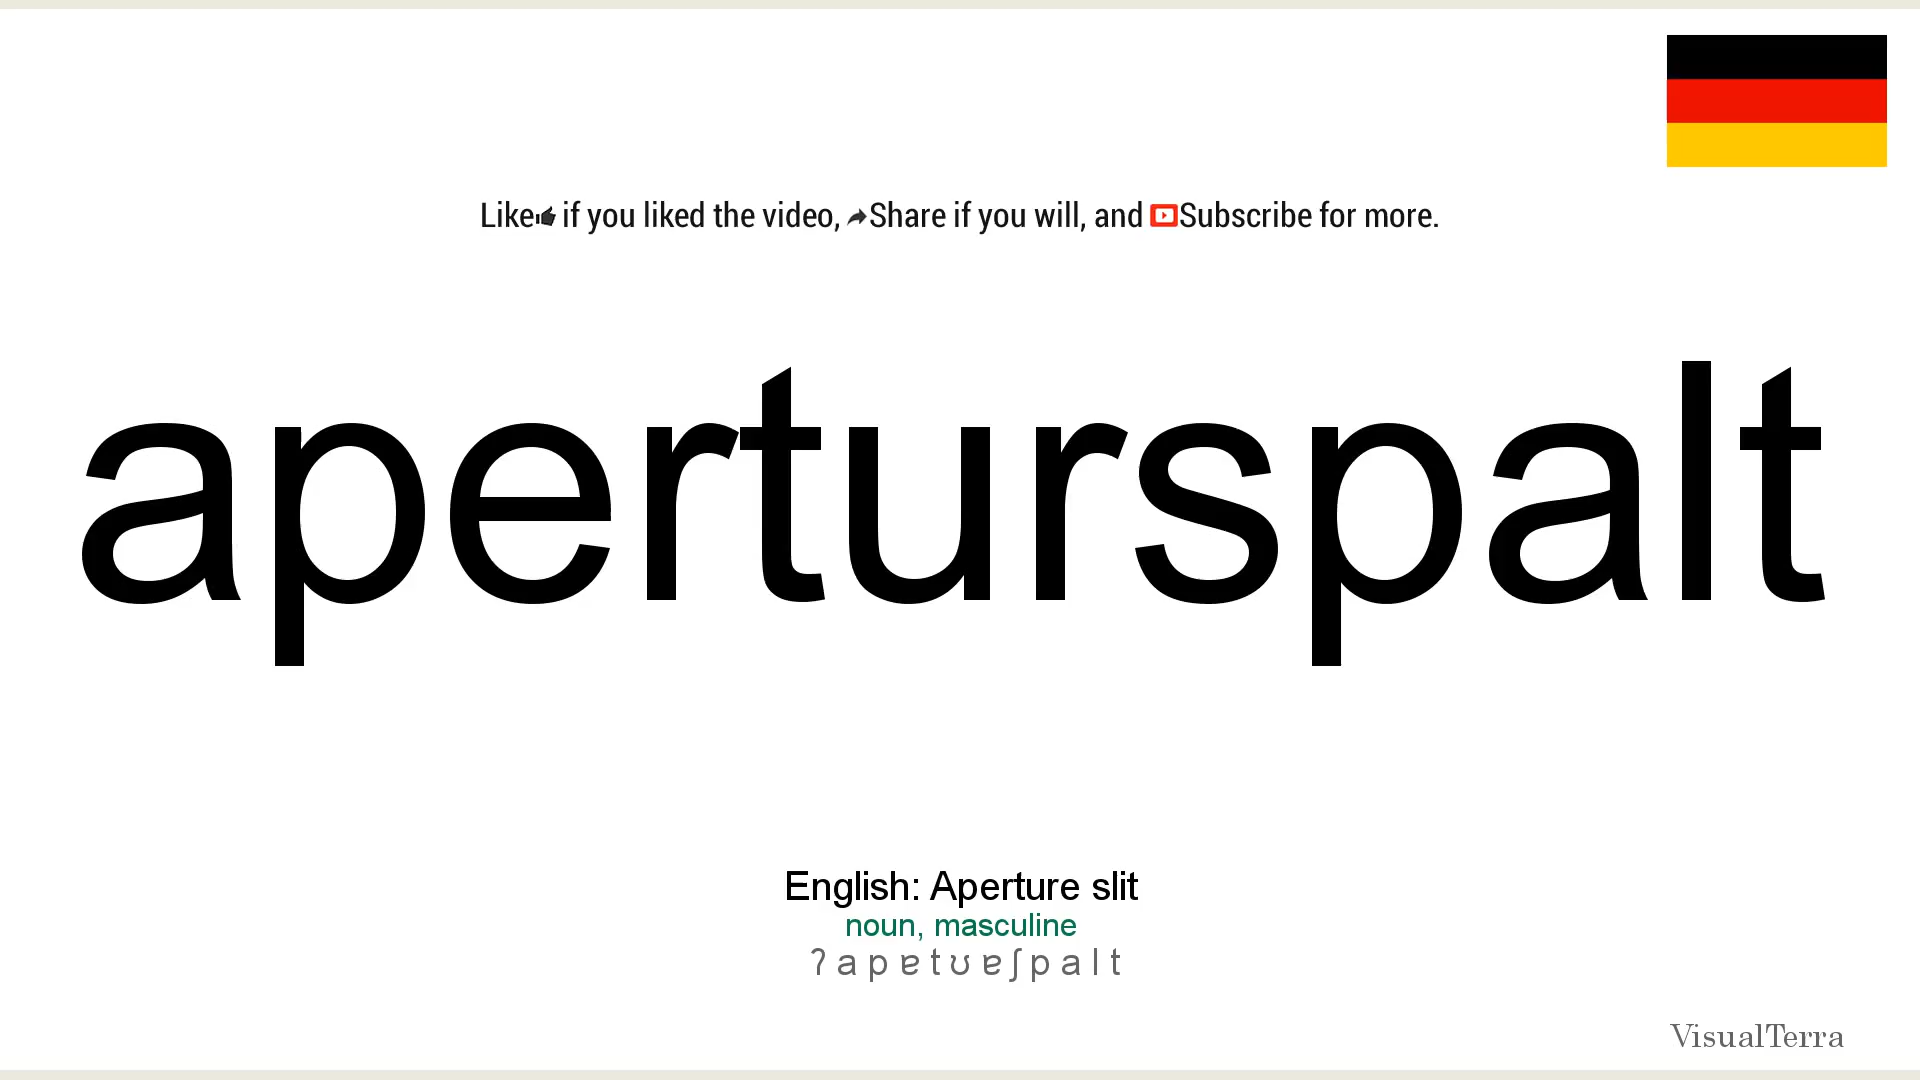 Like if you liked the video, Share if you will, and Subscribe for more.
aperturspalt
English: Aperture slit
noun, masculine
ʔ a p ɐ t ʊ ɐ ʃ p a l t
VisualTerra